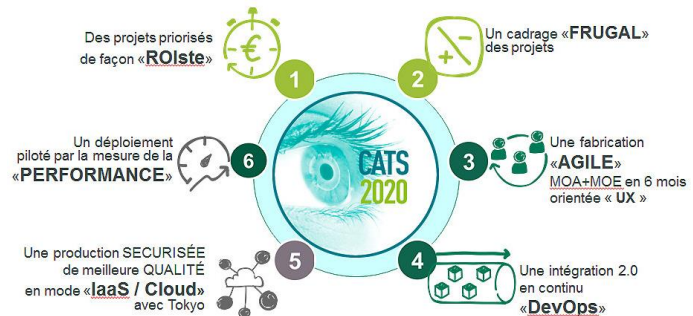 Des projets priorisés
de façon «ROIste»
€
1
Un cadrage «FRUGAL»
des projets
2
Une fabrication
«AGILE»
MOA+MOE en 6 mois
orientée « UX »
3
Une intégration 2.0
en continu
«DevOps»
4
Une production SECURISÉE
de meilleure QUALITÉ
en mode «IaaS / Cloud»
avec Tokyo
5
Un déploiement
piloté par la mesure de la
«PERFORMANCE»
6
CATS
2020